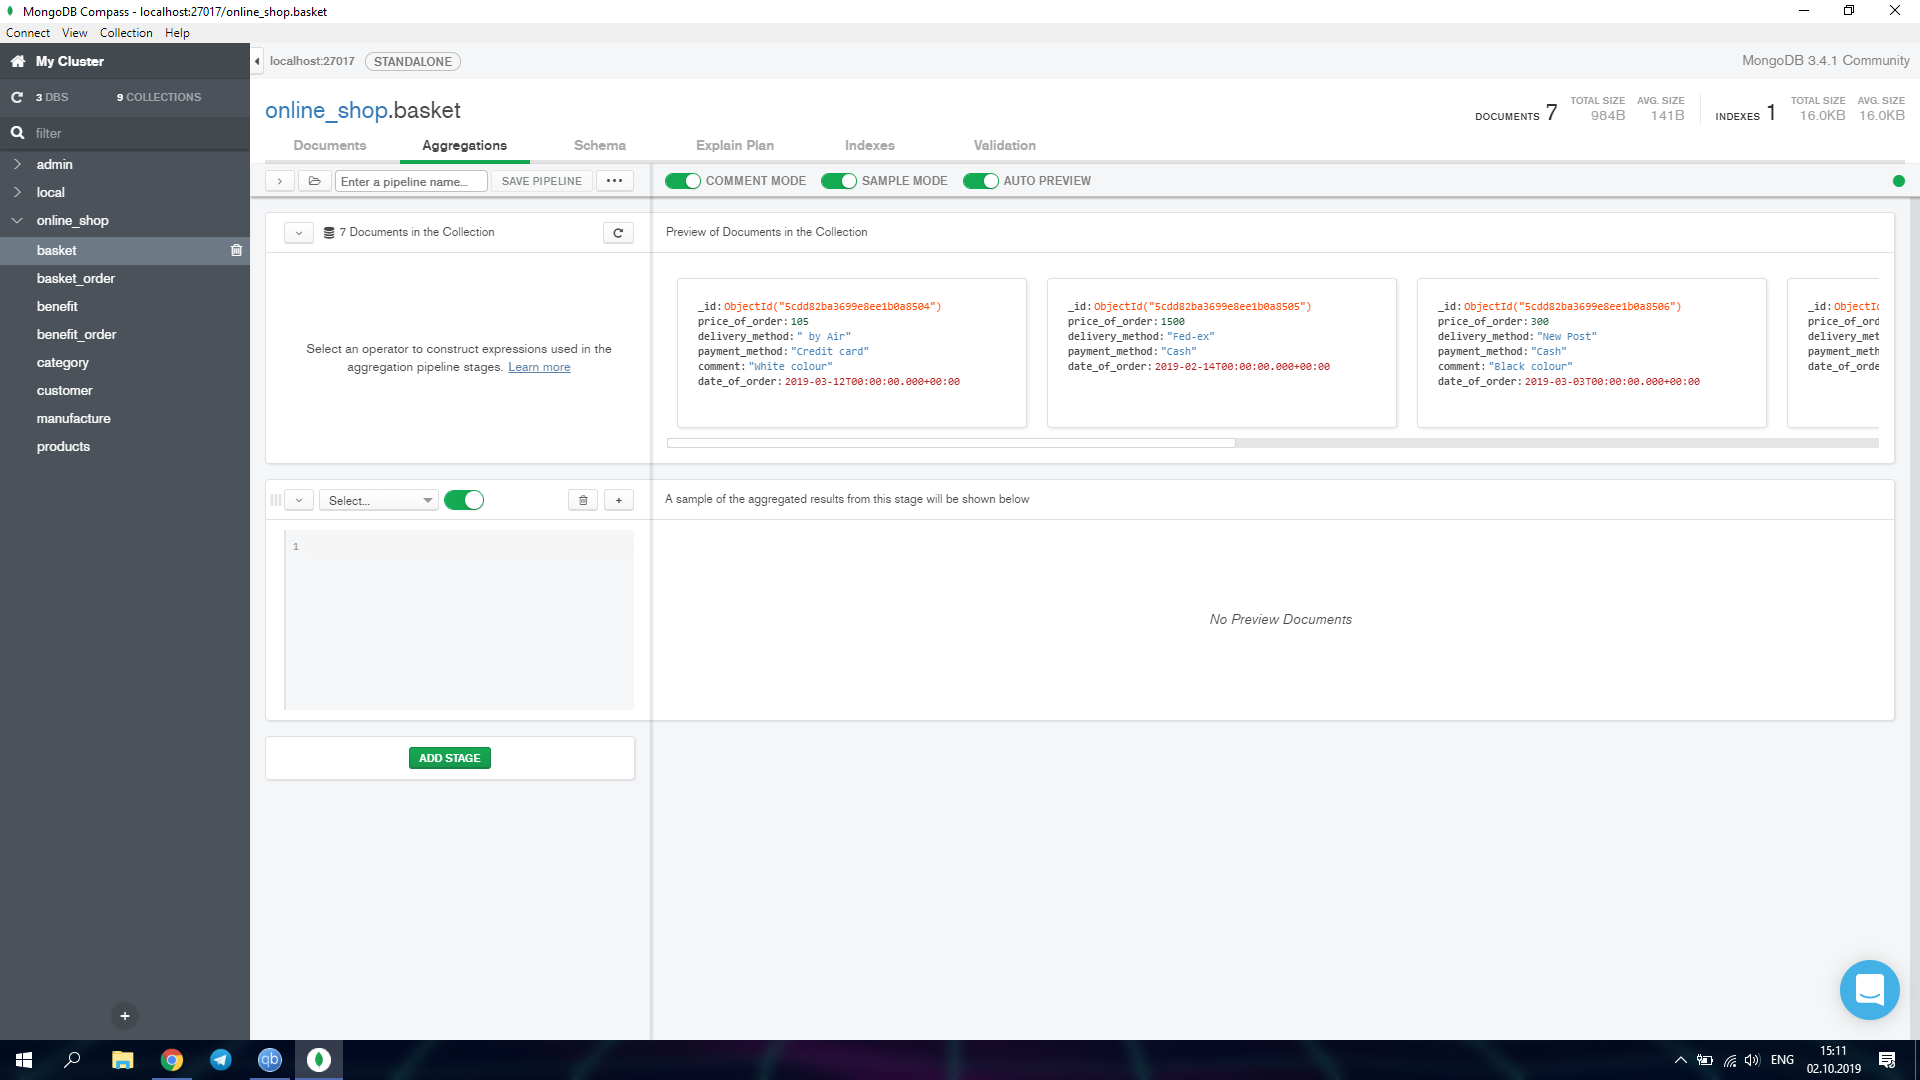 MongoDB Compass - localhost:27017/online_shop.basket
Connect View Collection Help
My Cluster
3 DBS 9 COLLECTIONS
filter
admin
local
online_shop
basket
basket_order
benefit
benefit_order
category
customer
manufacture
products
localhost:27017 STANDALONE
MongoDB 3.4.1 Community
online_shop.basket
DOCUMENTS 7 TOTAL SIZE 984B AVG. SIZE 141B INDEXES 1 TOTAL SIZE 16.0KB AVG. SIZE 16.0KB
Documents Aggregations Schema Explain Plan Indexes Validation
Enter a pipeline name... SAVE PIPELINE ... COMMENT MODE SAMPLE MODE AUTO PREVIEW
7 Documents in the Collection
Preview of Documents in the Collection
Select an operator to construct expressions used in the
aggregation pipeline stages. Learn more
_id: ObjectId("5cdd82ba3699e8ee1b0a8504")
price_of_order: 105
delivery_method: " by Air"
payment_method: "Credit card"
comment: "White colour"
date_of_order: 2019-03-12T00:00:00.000+00:00
_id: ObjectId("5cdd82ba3699e8ee1b0a8505")
price_of_order: 1500
delivery_method: "Fed-ex"
payment_method: "Cash"
date_of_order: 2019-02-14T00:00:00.000+00:00
_id: ObjectId("5cdd82ba3699e8ee1b0a8506")
price_of_order: 300
delivery_method: "New Post"
payment_method: "Cash"
comment: "Black colour"
date_of_order: 2019-03-03T00:00:00.000+00:00
_id: ObjectId
price_of_ord
delivery_met
payment_meth
date_of_orde
Select...
A sample of the aggregated results from this stage will be shown below
1
No Preview Documents
ADD STAGE
+
qb
ENG
15:11
02.10.2019